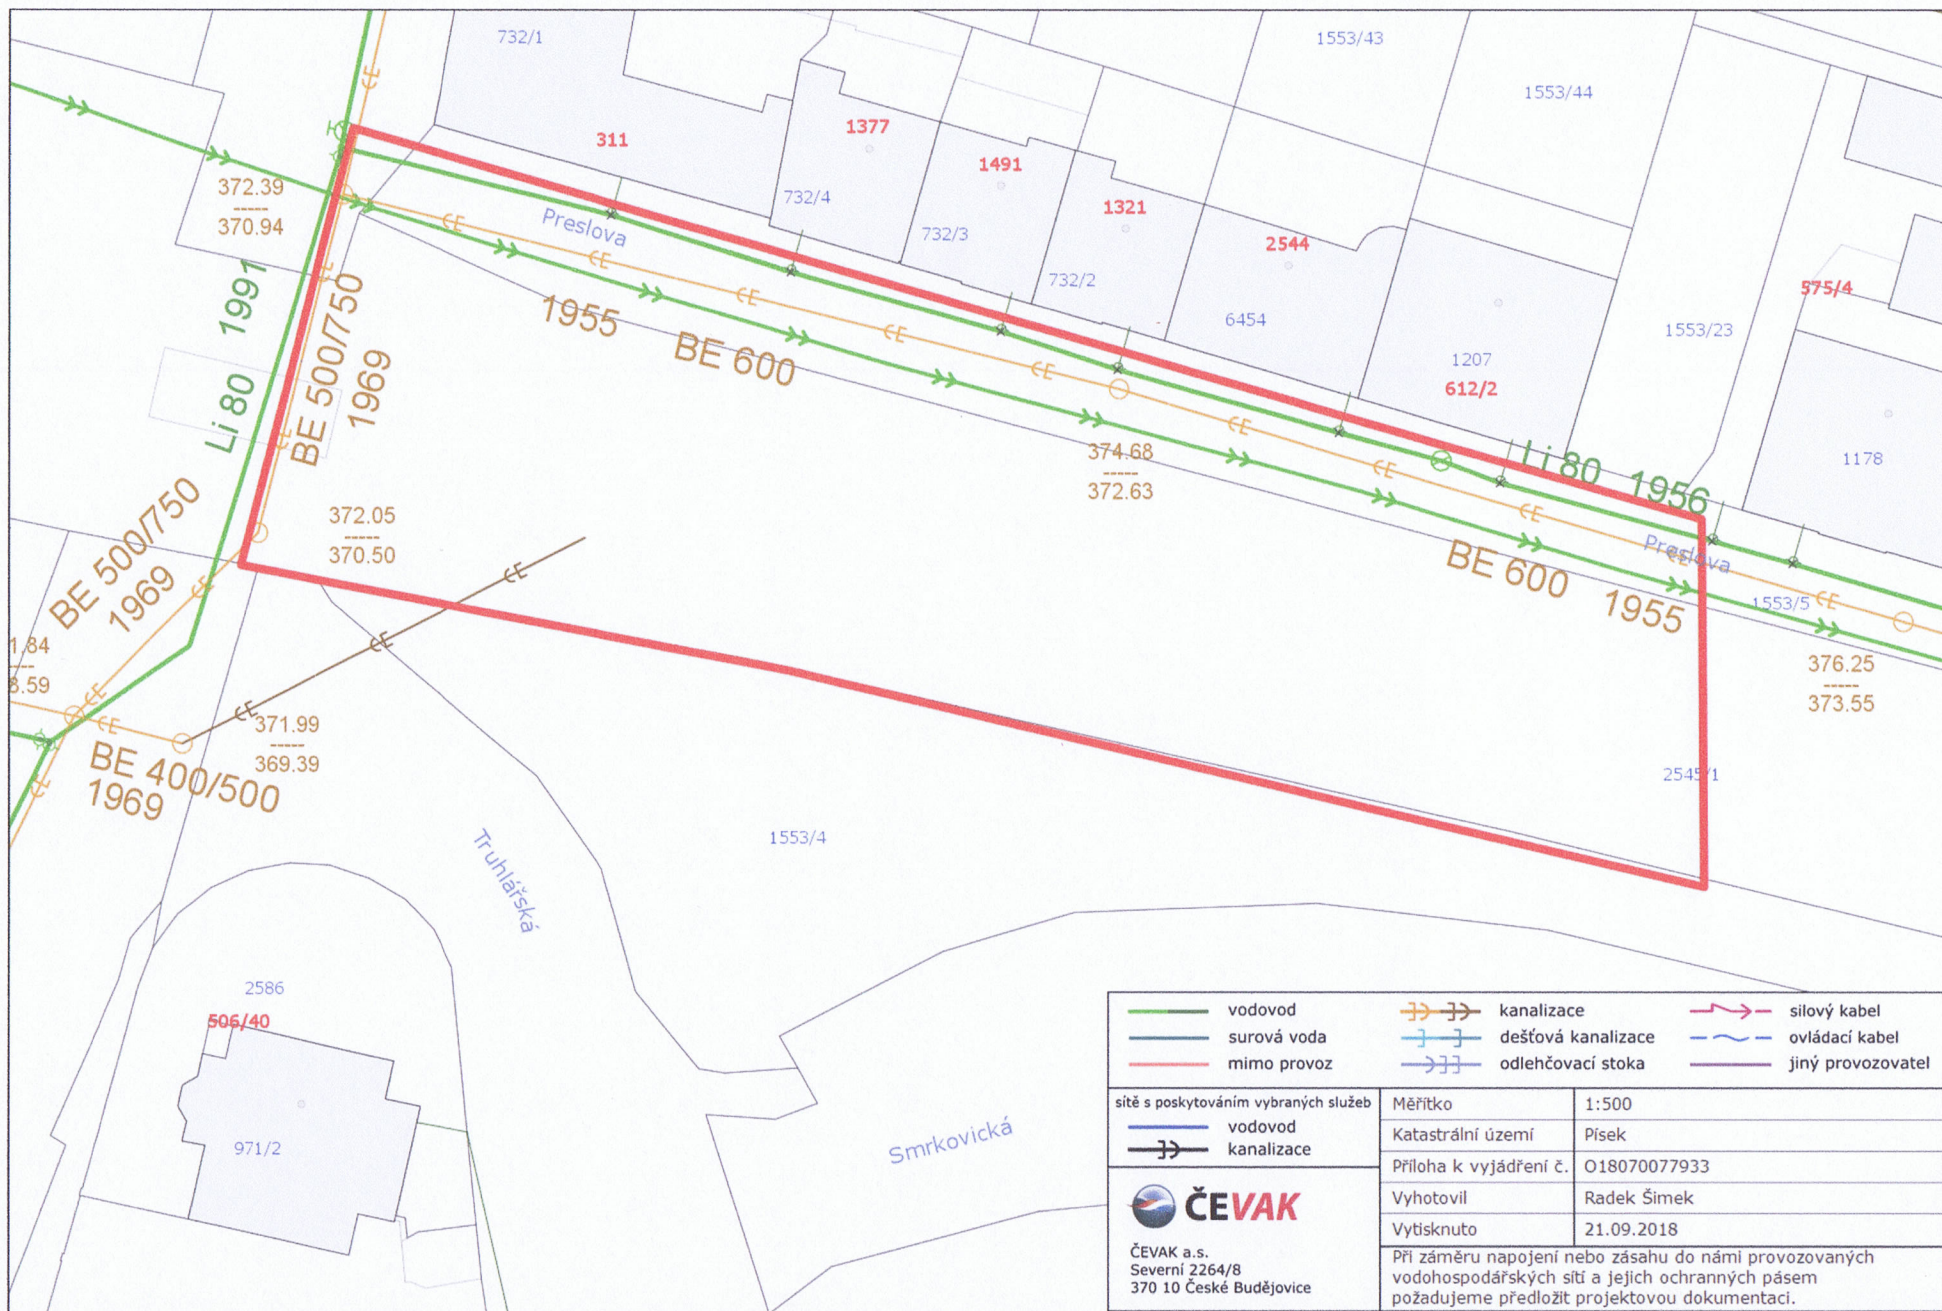 732/1
1553/43
1553/44
311
1377
1491
1321
2544
732/4
732/3
732/2
6454
1207
612/2
1553/23
575/4
1178
372.39
-----
370.94
Preslova
Li 80 1991
BE 500/750
1969
1955 BE 600
374.68
-----
372.63
Li 80 1956
Preslova
BE 600 1955
1553/5
376.25
-----
373.55
372.05
-----
370.50
BE 500/750
1969
1.84
8.59
371.99
-----
369.39
BE 400/500
1969
2545/1
1553/4
Truhlářská
2586
506/40
971/2
Smrkovická
vodovod
surová voda
mimo provoz
kanalizace
dešťová kanalizace
odlehčovací stoka
silový kabel
ovládací kabel
jiný provozovatel
sítě s poskytováním vybraných služeb
vodovod
kanalizace
Měřítko 1:500
Katastrální území Písek
Příloha k vyjádření č. O18070077933
Vyhotovil Radek Šimek
Vytisknuto 21.09.2018
ČEVAK
ČEVAK a.s.
Severní 2264/8
370 10 České Budějovice
Při záměru napojení nebo zásahu do námi provozovaných
vodohospodářských sítí a jejich ochranných pásem
požadujeme předložit projektovou dokumentaci.